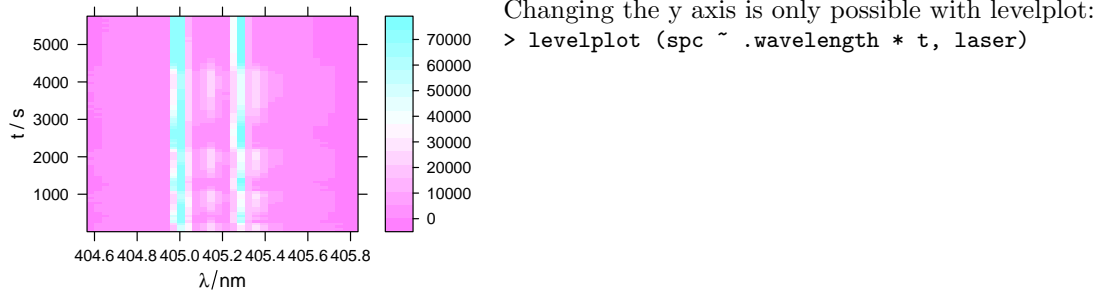 Changing the y axis is only possible with levelplot:
> levelplot (spc ~ .wavelength * t, laser)
t / s
5000
4000
3000
2000
1000
404.6 404.8 405.0 405.2 405.4 405.6 405.8
λ/nm
70000
60000
50000
40000
30000
20000
10000
0